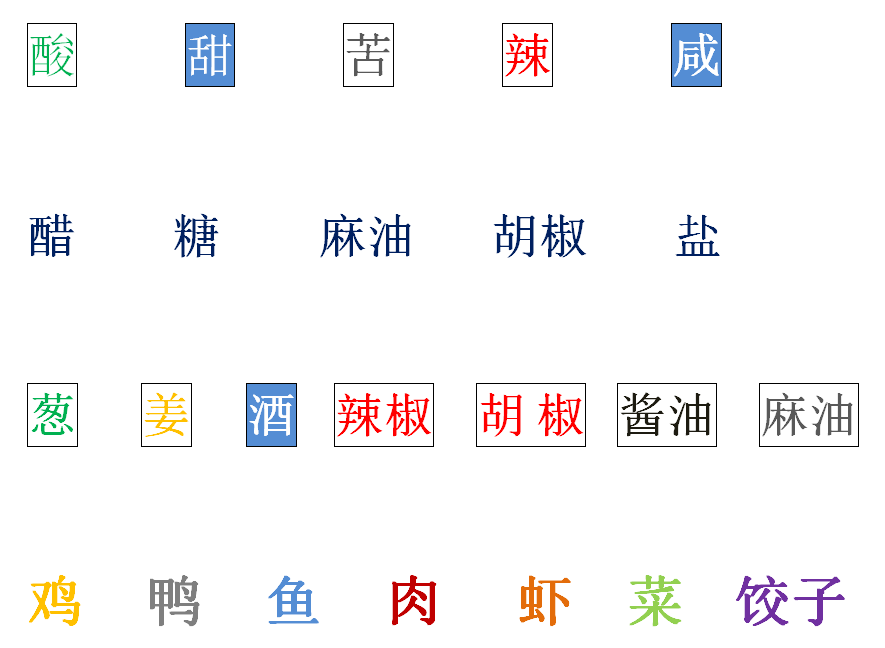 酸 甜 苦 辣 咸
醋 糖 麻油 胡椒 盐
葱 姜 酒 辣椒 胡 椒 酱油 麻油
鸡 鸭 鱼 肉 虾 菜 饺子